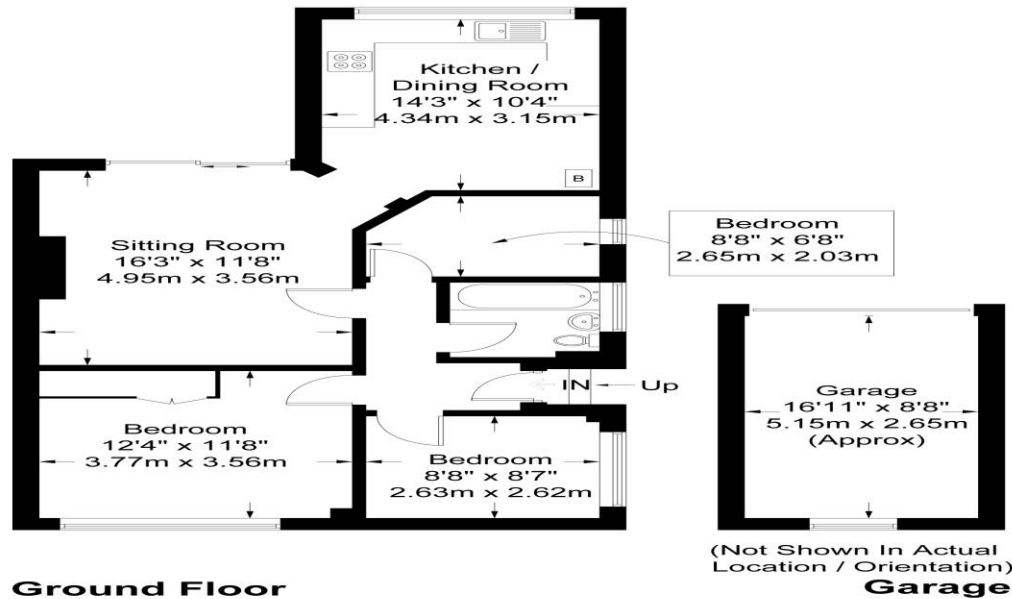 Kitchen /
Dining Room
14'3" x 10'4"
4.34m x 3.15m
B
Sitting Room
16'3" x 11'8"
4.95m x 3.56m
Bedroom
8'8" x 6'8"
2.65m x 2.03m
IN
Up
Bedroom
12'4" x 11'8"
3.77m x 3.56m
Bedroom
8'8" x 8'7"
2.63m x 2.62m
Garage
16'11" x 8'8"
5.15m x 2.65m
(Approx)
(Not Shown In Actual
Location / Orientation)
Ground Floor
Garage